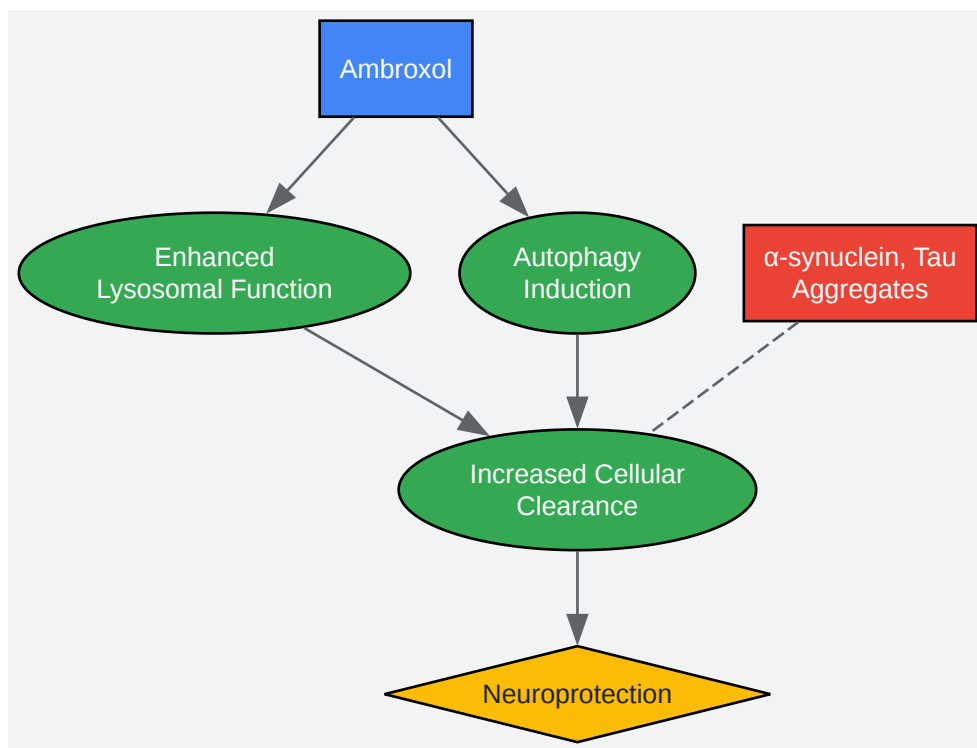 Ambroxol
Enhanced
Lysosomal Function
Autophagy
Induction
α-synuclein, Tau
Aggregates
Increased Cellular
Clearance
Neuroprotection